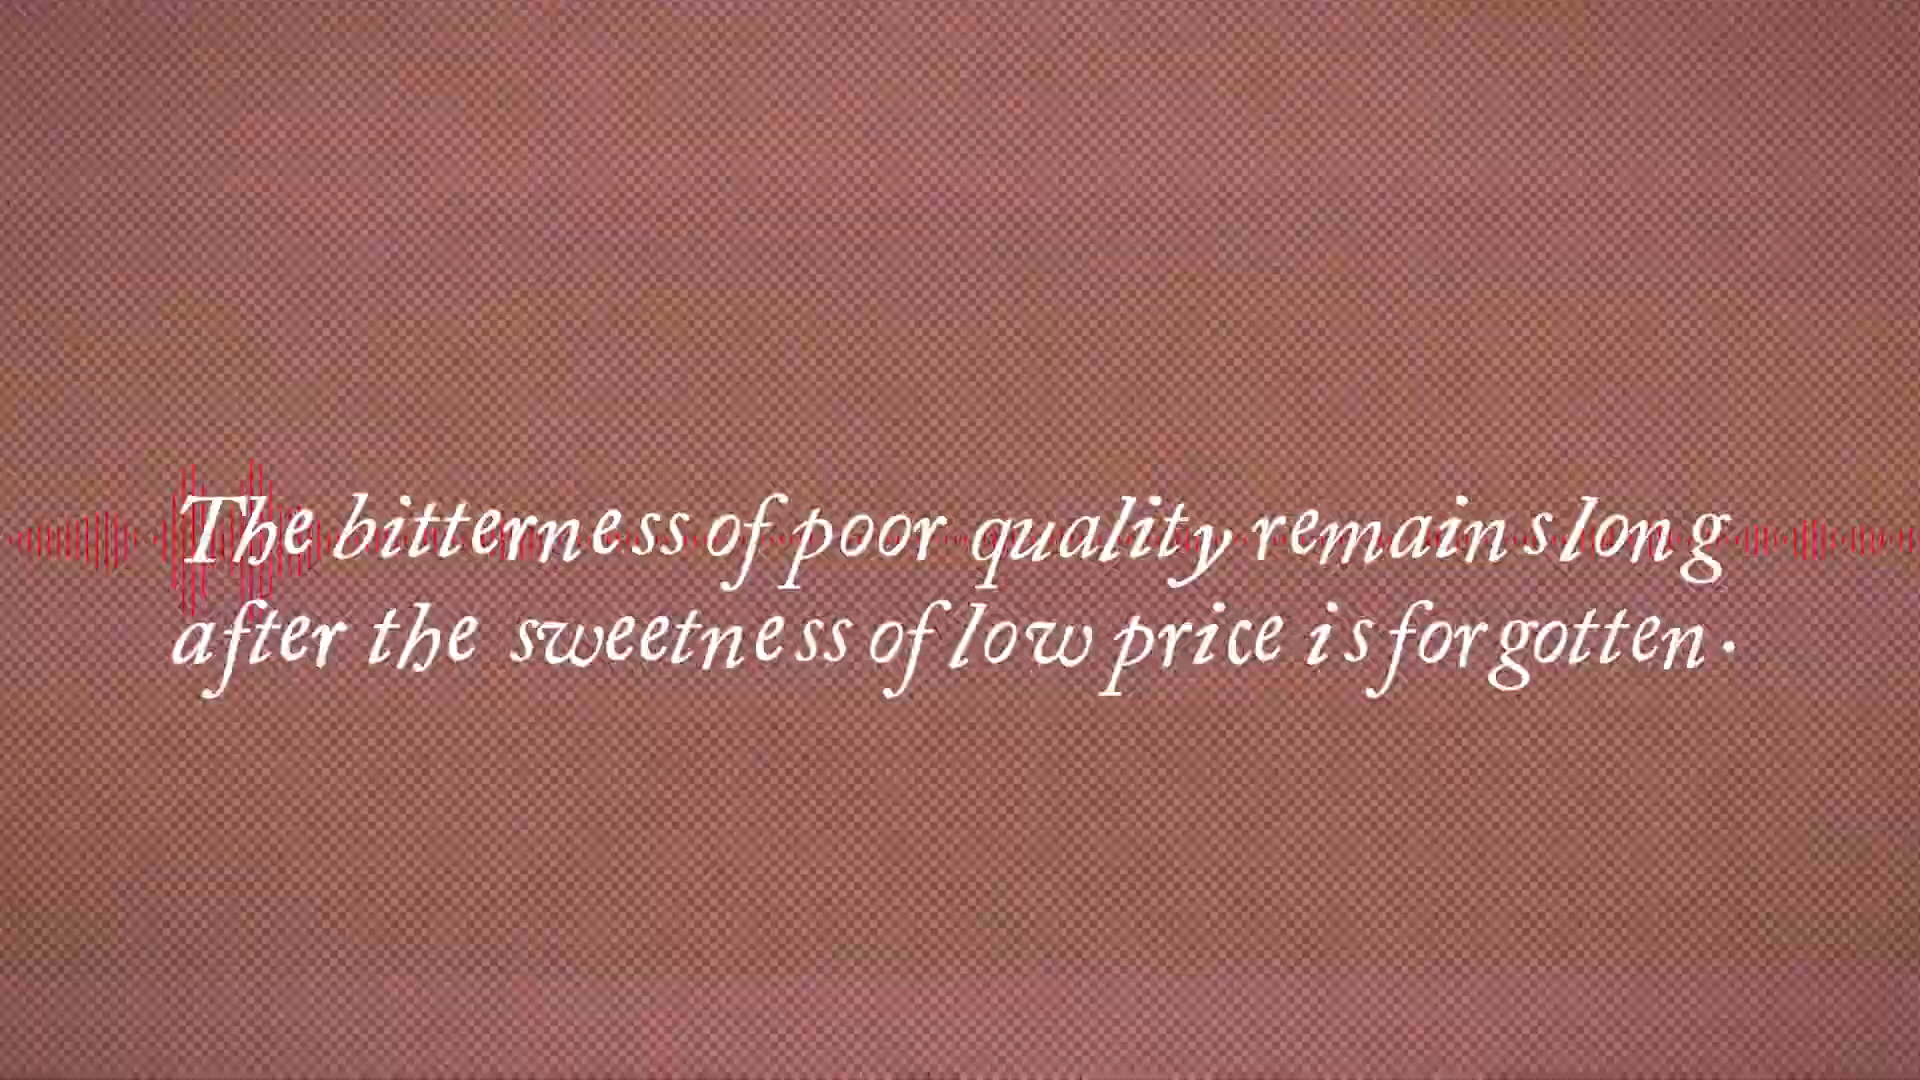 The bitterness of poor quality remains long
after the sweetness of low price is forgotten.